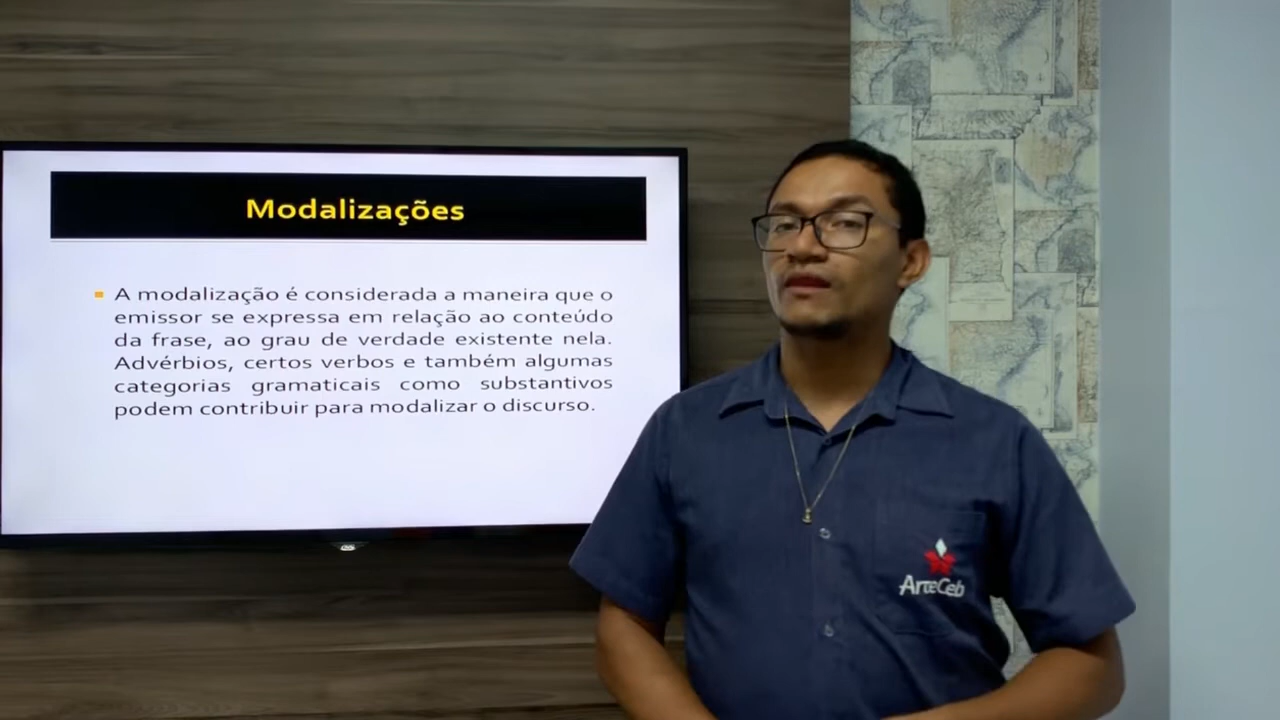 Modalizações
A modalização é considerada a maneira que o
emissor se expressa em relação ao conteúdo
da frase, ao grau de verdade existente nela.
Advérbios, certos verbos e também algumas
categorias gramaticais como substantivos
podem contribuir para modalizar o discurso.
ArteCeb